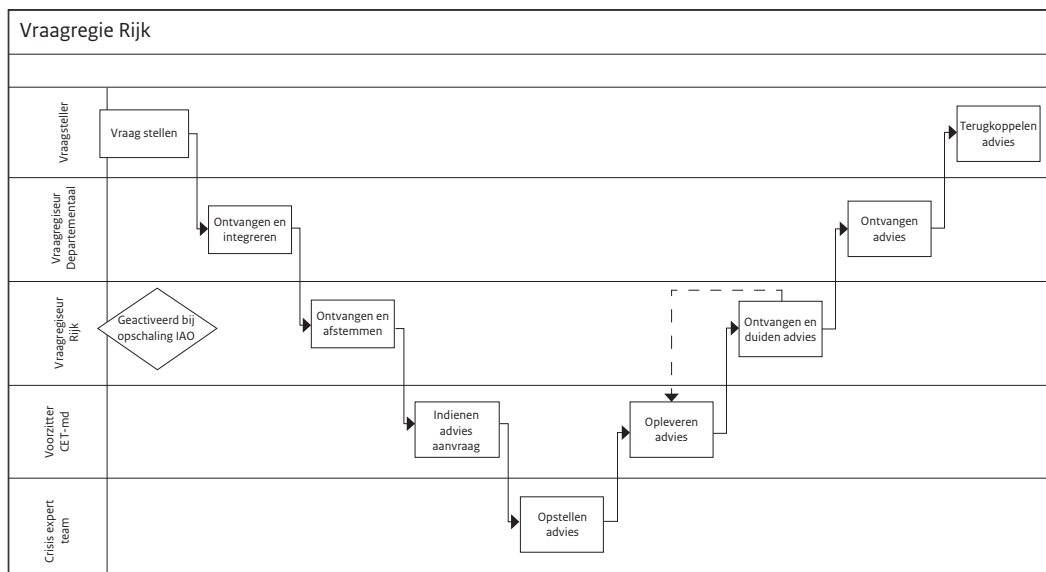 Vraagregie Rijk
Vraagsteller
Vraag stellen
Terugkoppelen
advies
Vraagregiseur
Departementaal
Ontvangen en
integreren
Ontvangen
advies
Vraagregiseur
Rijk
Geactiveerd bij
opschaling IAO
Ontvangen en
afstemmen
Ontvangen en
duiden advies
Voorzitter
CET-md
Indienen
advies
aanvraag
Opleveren
advies
Crisis expert
team
Opstellen
advies